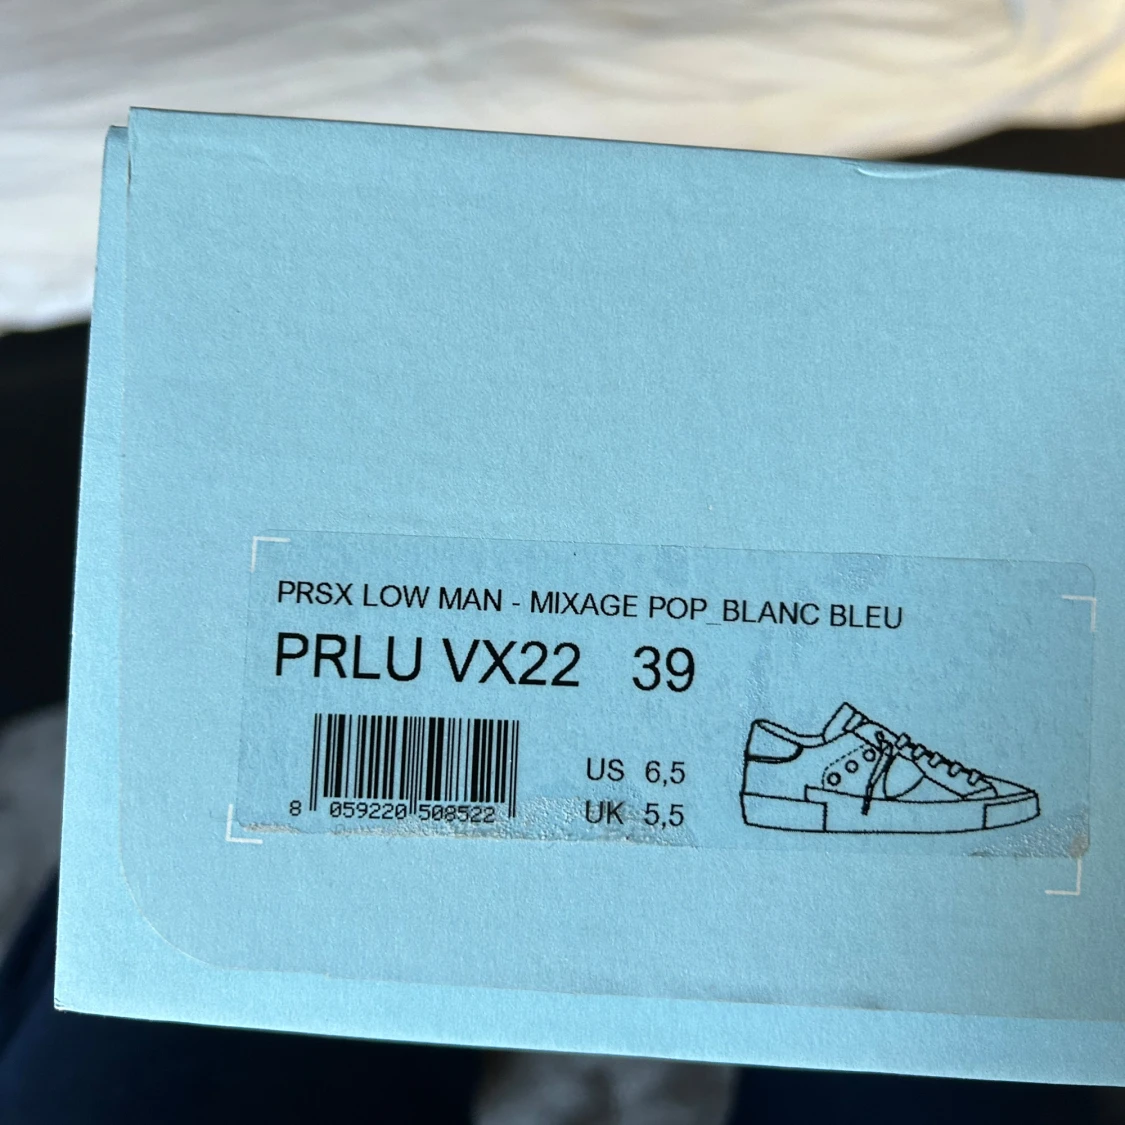 PRSX LOW MAN - MIXAGE POP_BLANC BLEU
PRLU VX22 39
US 6,5
8 059220 508522
UK 5,5